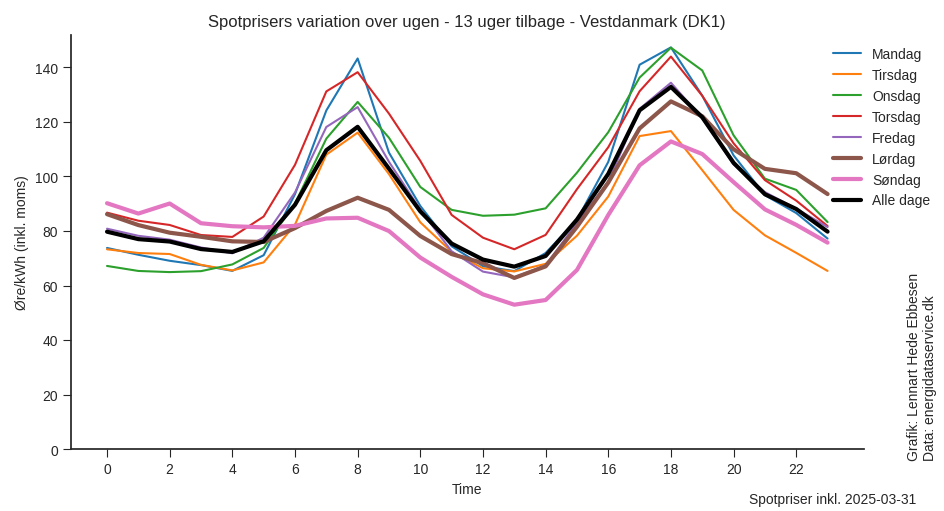 Spotprisers variation over ugen - 13 uger tilbage - Vestdanmark (DK1)
Øre/kWh (inkl. moms)
140
120
100
80
60
40
20
0
0 2 4 6 8 10 12 14 16 18 20 22
Time
Mandag
Tirsdag
Onsdag
Torsdag
Fredag
Lørdag
Søndag
Alle dage
Grafik: Lennart Hede Ebbesen
Data: energidataservice.dk
Spotpriser inkl. 2025-03-31